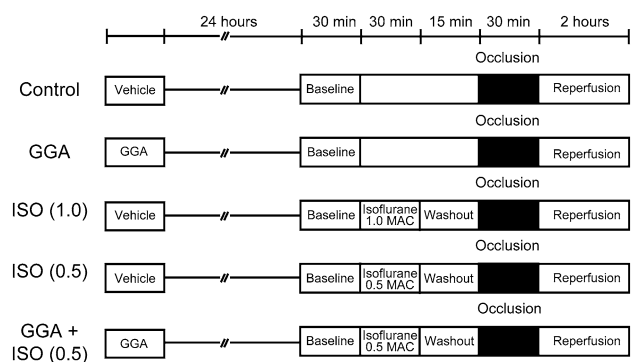 24 hours 30 min 30 min 15 min 30 min 2 hours
Occlusion
Control Vehicle Baseline Reperfusion
Occlusion
GGA GGA Baseline Reperfusion
Occlusion
ISO (1.0) Vehicle Baseline Isoflurane 1.0 MAC Washout Reperfusion
Occlusion
ISO (0.5) Vehicle Baseline Isoflurane 0.5 MAC Washout Reperfusion
Occlusion
GGA + ISO (0.5) GGA Baseline Isoflurane 0.5 MAC Washout Reperfusion